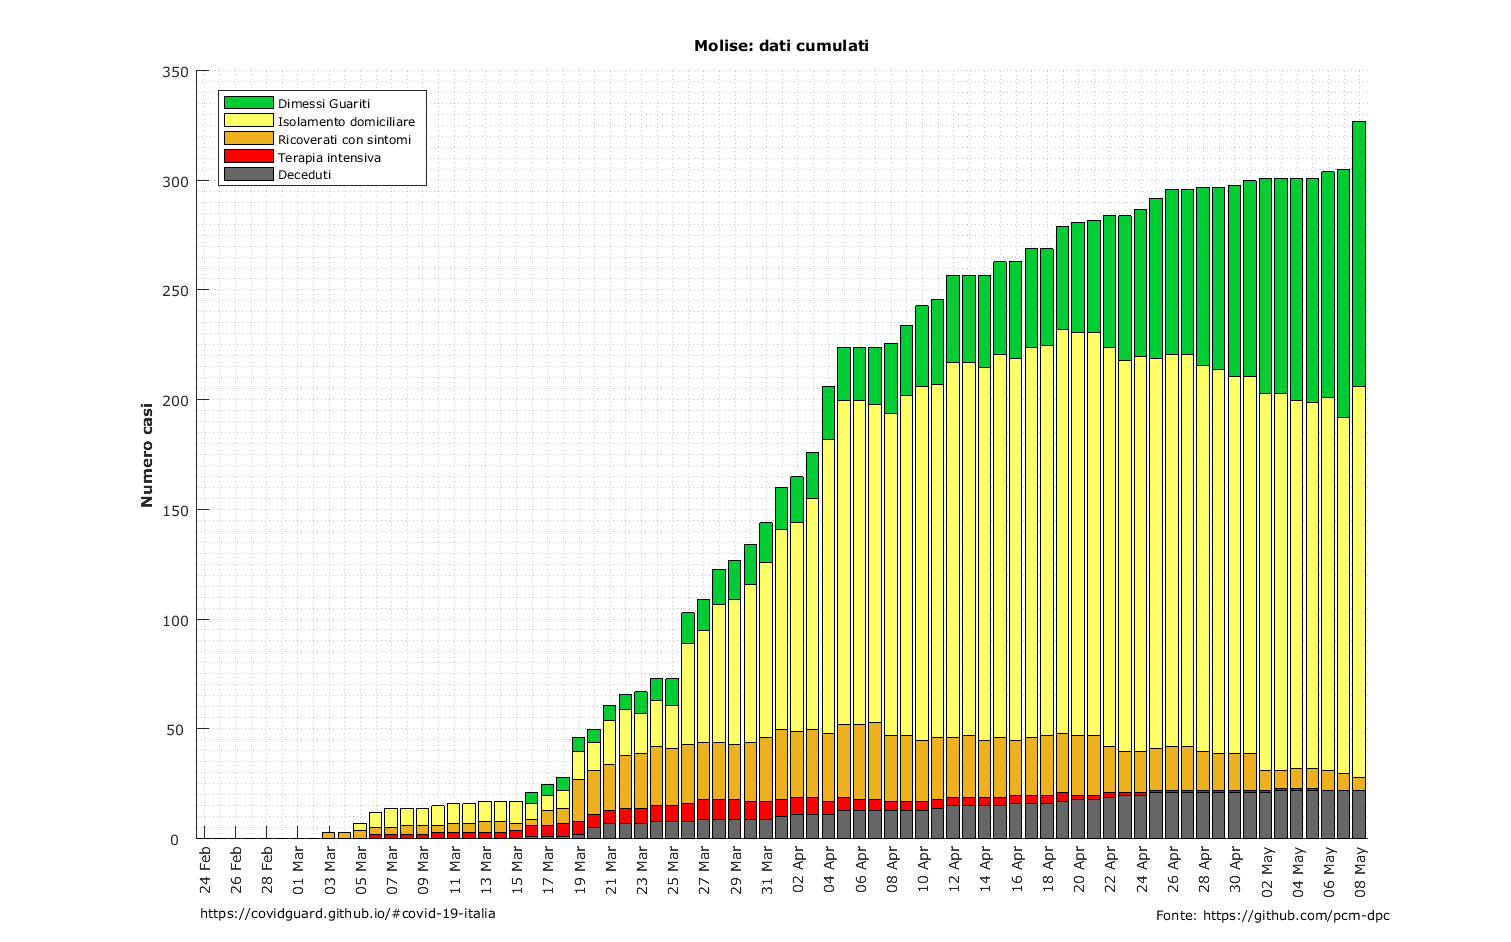 Molise: dati cumulati
350
300
250
200
150
100
50
0
Numero casi
Dimessi Guariti
Isolamento domiciliare
Ricoverati con sintomi
Terapia intensiva
Deceduti
24 Feb
26 Feb
28 Feb
01 Mar
03 Mar
05 Mar
07 Mar
09 Mar
11 Mar
13 Mar
15 Mar
17 Mar
19 Mar
21 Mar
23 Mar
25 Mar
27 Mar
29 Mar
31 Mar
02 Apr
04 Apr
06 Apr
08 Apr
10 Apr
12 Apr
14 Apr
16 Apr
18 Apr
20 Apr
22 Apr
24 Apr
26 Apr
28 Apr
30 Apr
02 May
04 May
06 May
08 May
https://covidguard.github.io/#covid-19-italia
Fonte: https://github.com/pcm-dpc